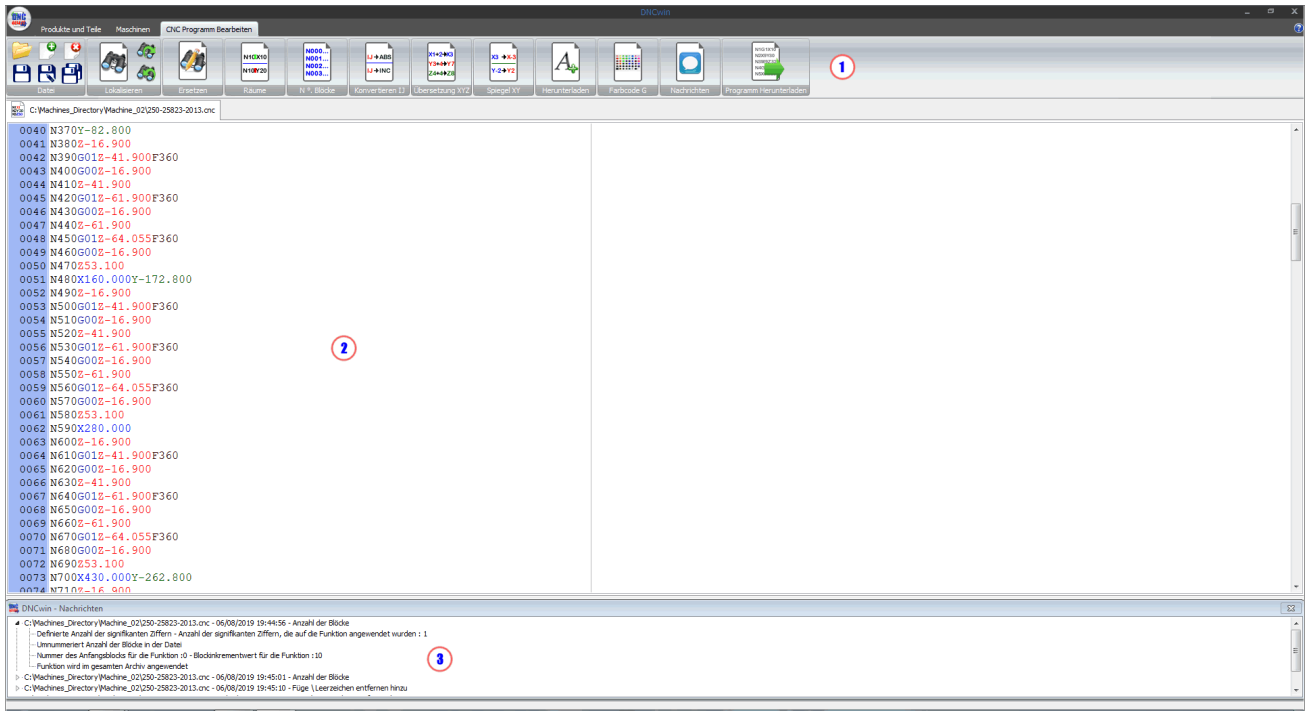 DNCwin
Produkte und Teile Maschinen CNC Programm Bearbeiten
Datei Lokalisieren Ersetzen Räume N º. Blöcke Konvertieren IJ Übersetzung XYZ Spiegel XY Herunterladen Farbcode G Nachrichten Programm Herunterladen
1
C:\Machines_Directory\Machine_02\250-25823-2013.cnc
0040 N370Y-82.800
0041 N380Z-16.900
0042 N390G01Z-41.900F360
0043 N400G00Z-16.900
0044 N410Z-41.900
0045 N420G01Z-61.900F360
0046 N430G00Z-16.900
0047 N440Z-61.900
0048 N450G01Z-64.055F360
0049 N460G00Z-16.900
0050 N470Z53.100
0051 N480X160.000Y-172.800
0052 N490Z-16.900
0053 N500G01Z-41.900F360
0054 N510G00Z-16.900
0055 N520Z-41.900
0056 N530G01Z-61.900F360
2
0057 N540G00Z-16.900
0058 N550Z-61.900
0059 N560G01Z-64.055F360
0060 N570G00Z-16.900
0061 N580Z53.100
0062 N590X280.000
0063 N600Z-16.900
0064 N610G01Z-41.900F360
0065 N620G00Z-16.900
0066 N630Z-41.900
0067 N640G01Z-61.900F360
0068 N650G00Z-16.900
0069 N660Z-61.900
0070 N670G01Z-64.055F360
0071 N680G00Z-16.900
0072 N690Z53.100
0073 N700X430.000Y-262.800
0074 N710Z-16.900
DNCwin - Nachrichten
C:\Machines_Directory\Machine_02\250-25823-2013.cnc - 06/08/2019 19:44:56 - Anzahl der Blöcke
Definierte Anzahl der signifikanten Ziffern - Anzahl der signifikanten Ziffern, die auf die Funktion angewendet wurden : 1
Umnummeriert Anzahl der Blöcke in der Datei
Nummer des Anfangsblocks für die Funktion :0 - Blockinkrementwert für die Funktion :10
3
Funktion wird im gesamten Archiv angewendet
C:\Machines_Directory\Machine_02\250-25823-2013.cnc - 06/08/2019 19:45:01 - Anzahl der Blöcke
C:\Machines_Directory\Machine_02\250-25823-2013.cnc - 06/08/2019 19:45:10 - Füge \ Leerzeichen entfernen hinzu